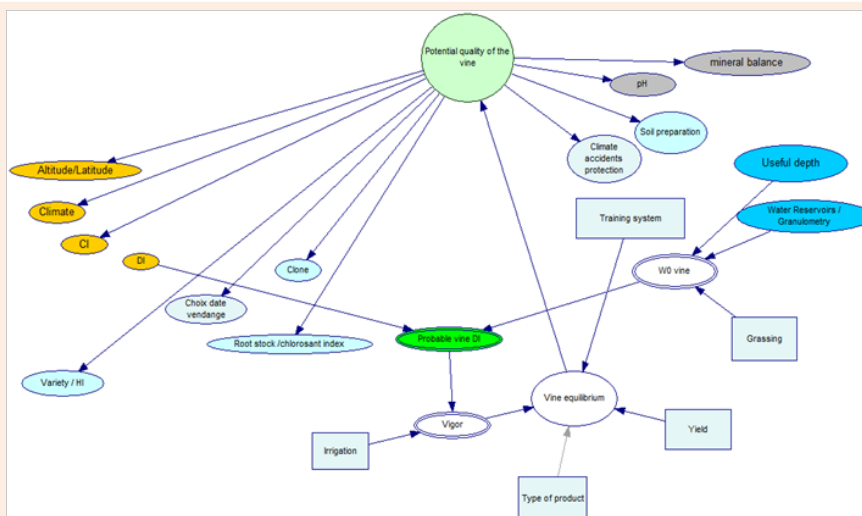 Potential quality of the
vine
mineral balance
pH
Soil preparation
Climate
accidents
protection
Useful depth
Altitude/Latitude
Climate
Training system
Water Reservoirs /
Granulometry
CI
DI
Clone
W0 vine
Choix date
vendange
Root stock /chlorosant index
Probable vine DI
Grassing
Variety / HI
Vine equilibrium
Vigor
Yield
Irrigation
Type of product